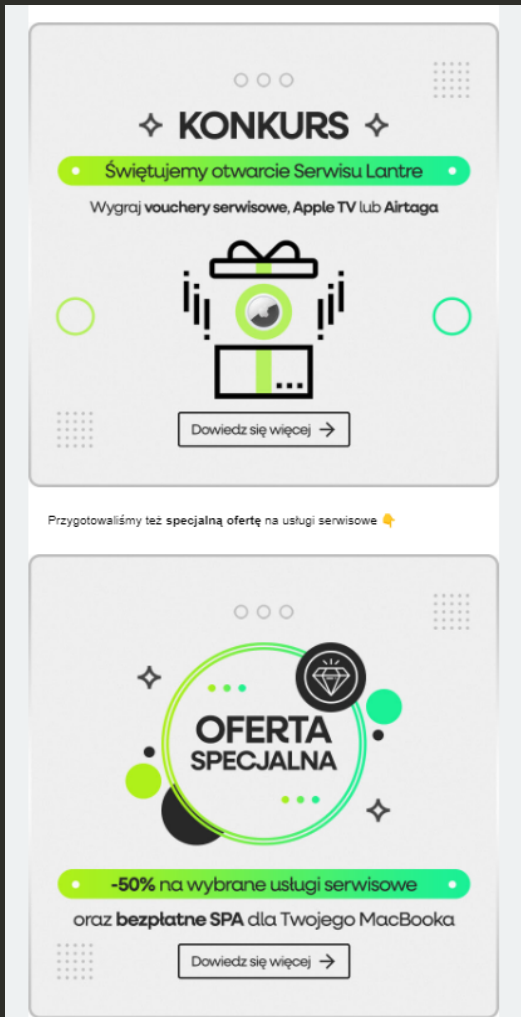 KONKURS
Świętujemy otwarcie Serwisu Lantre
Wygraj vouchery serwisowe, Apple TV lub Airtaga
Dowiedz się więcej →
Przygotowaliśmy też specjalną ofertę na usługi serwisowe 👇
OFERTA
SPECJALNA
-50% na wybrane usługi serwisowe
oraz bezpłatne SPA dla Twojego MacBooka
Dowiedz się więcej →